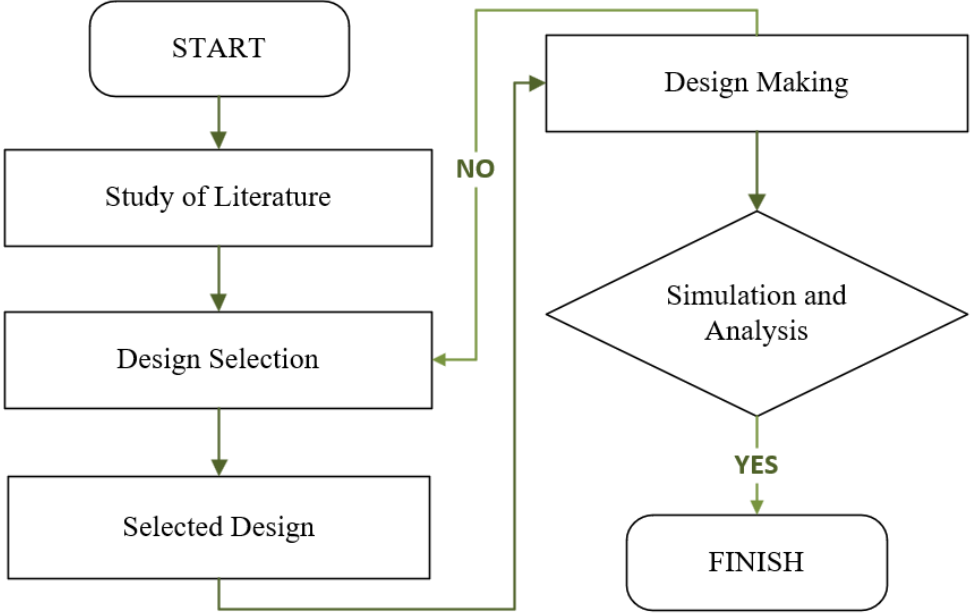 START
Study of Literature
Design Selection
Selected Design
NO
Design Making
Simulation and
Analysis
YES
FINISH